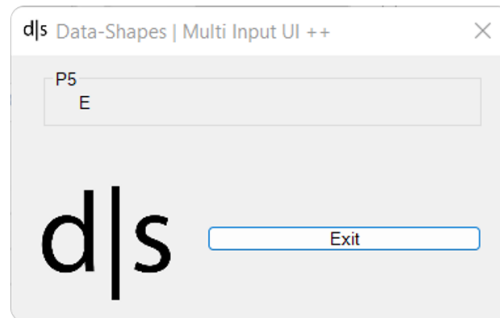 d|s Data-Shapes | Multi Input UI ++
P5
E
d|s
Exit